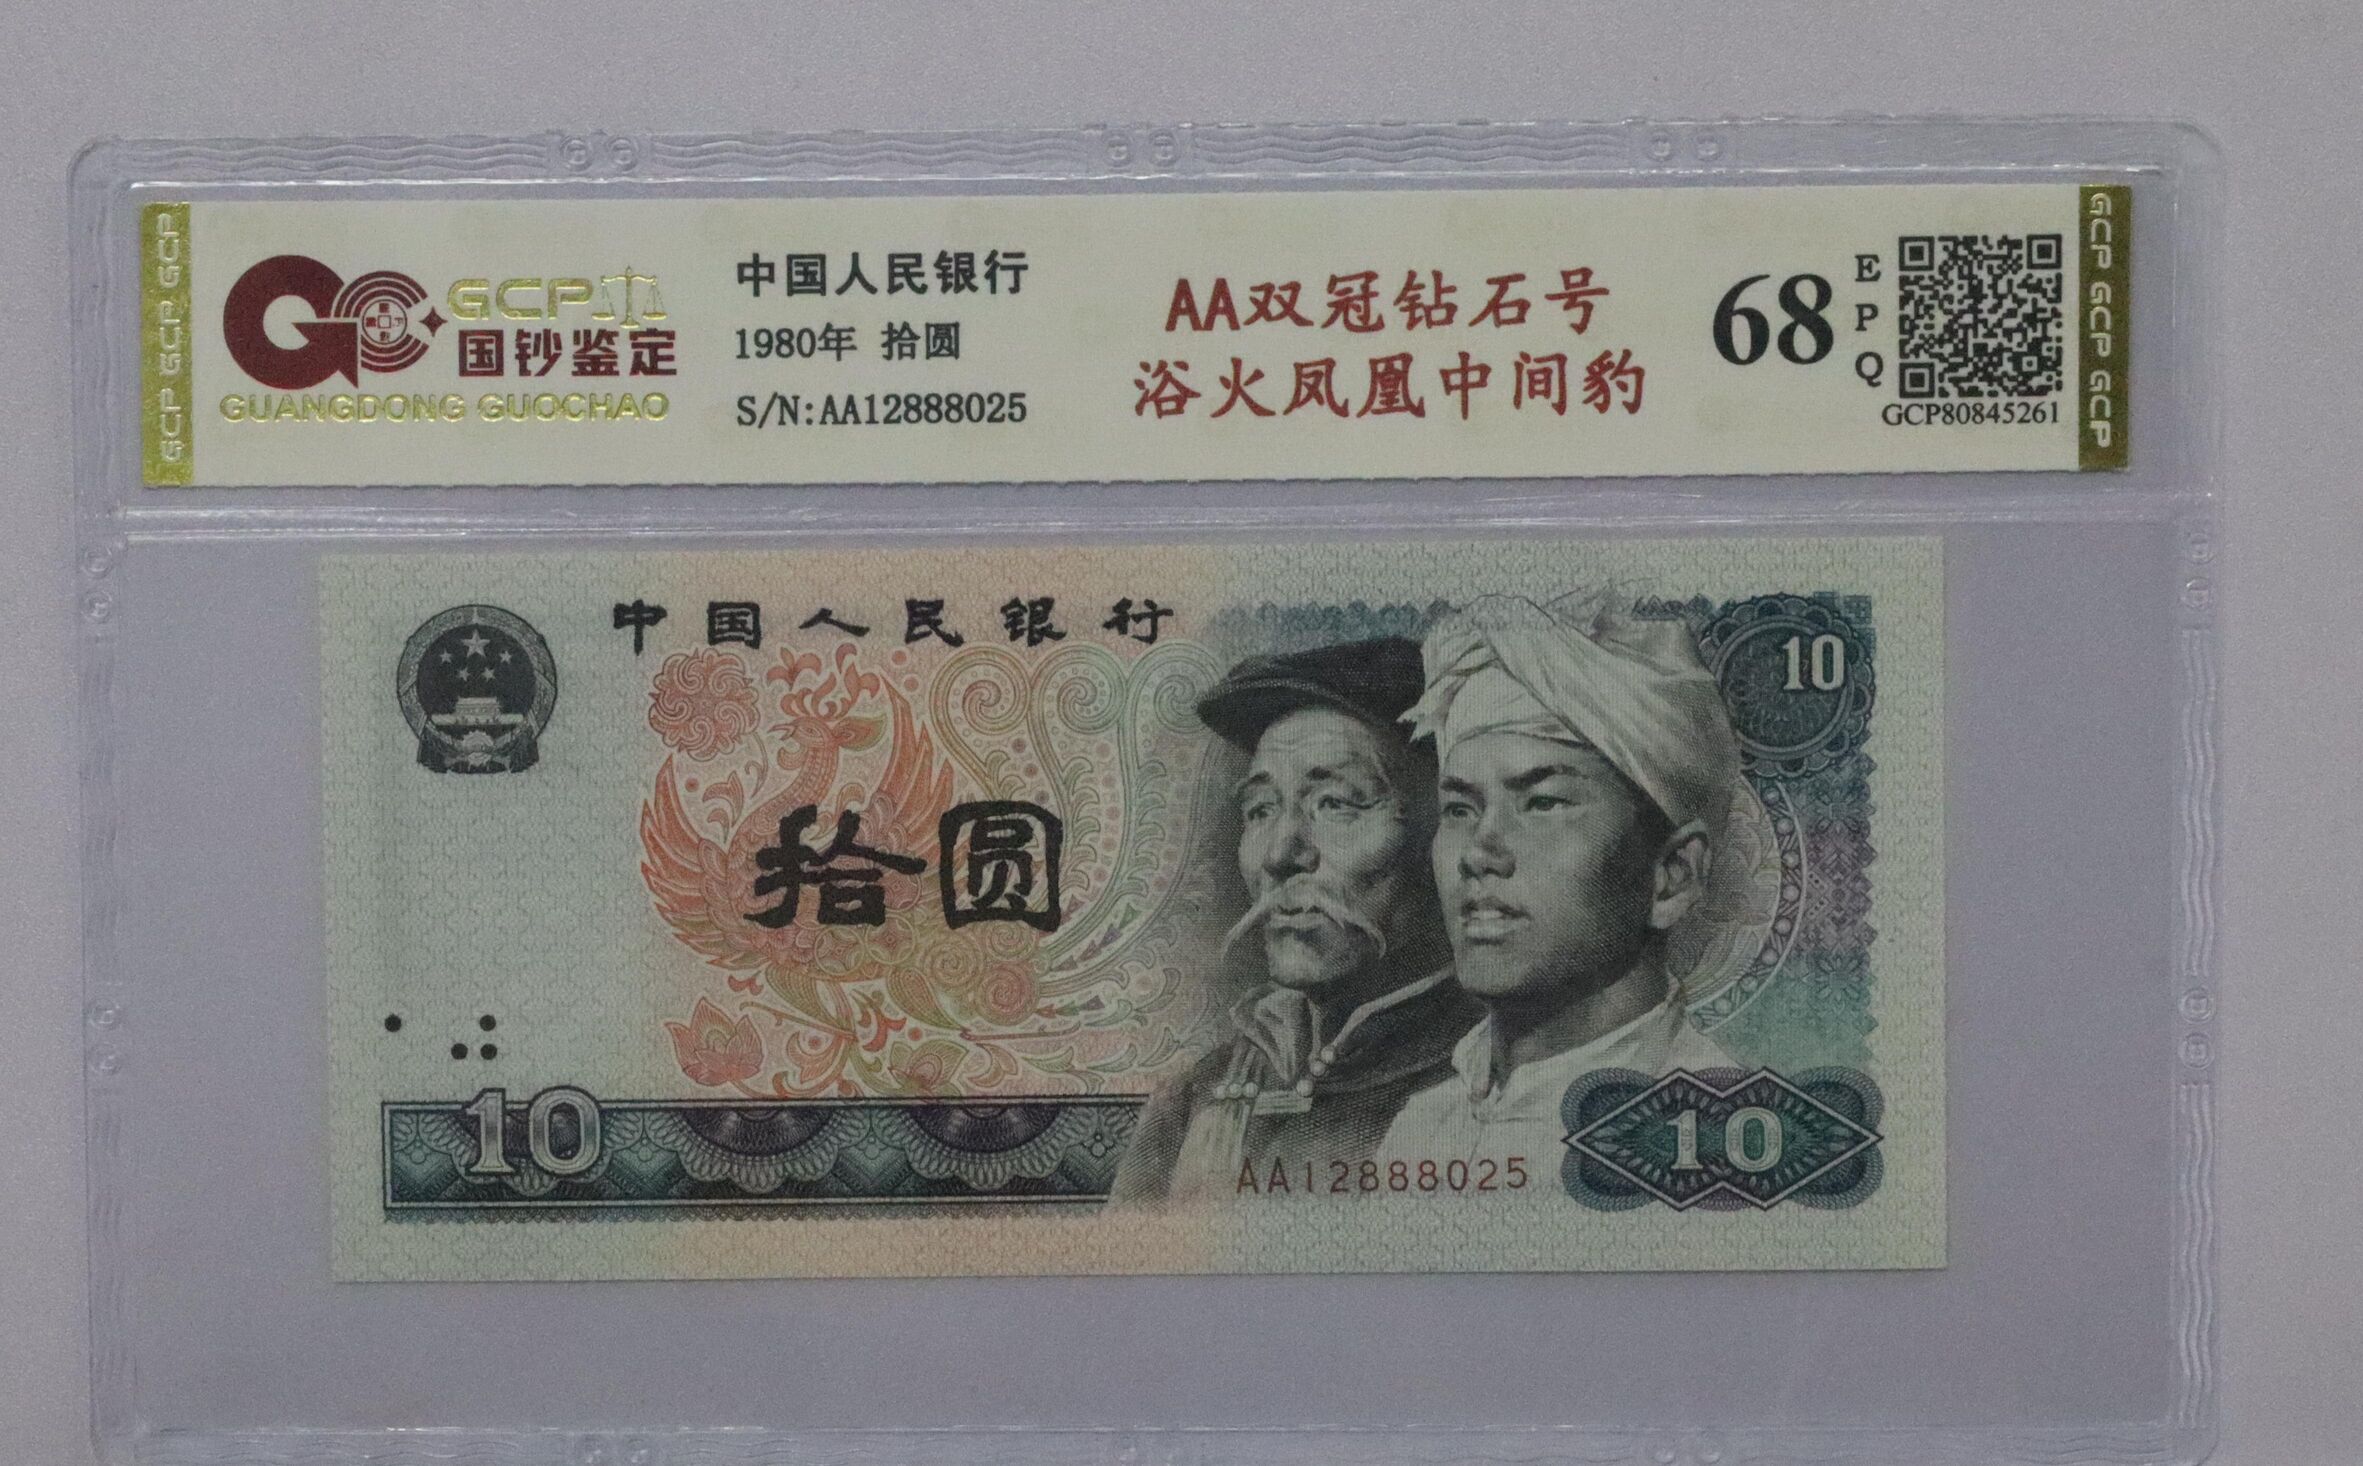 GCP GCP GCP
GCP
国钞鉴定
GUANGDONG GUOCHAO
中国人民银行
1980年 拾圆
S/N:AA12888025
AA双冠钻石号
浴火凤凰中间豹
68
EPQ
GCP80845261
GCP GCP GCP GCP
中国人民银行
10
拾圆
10
AA12888025
10